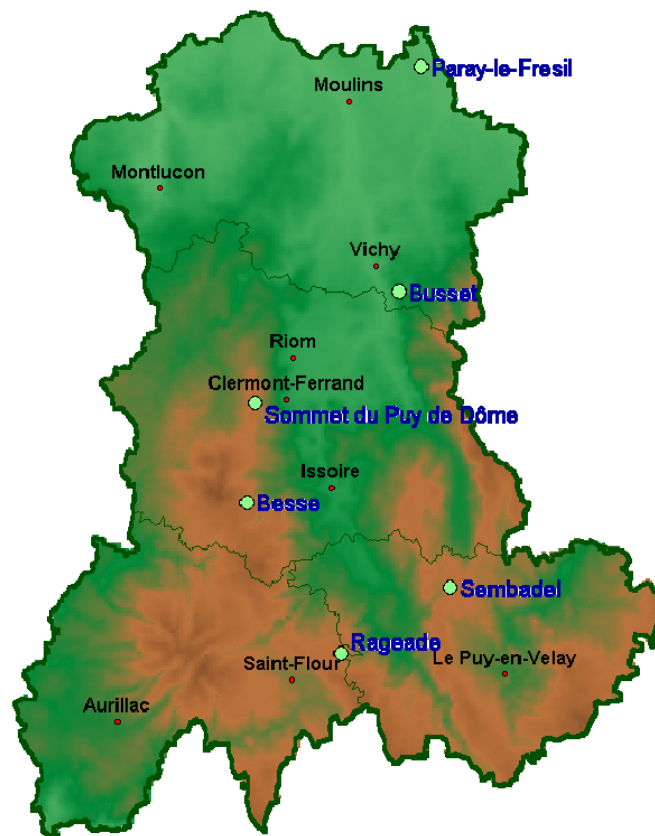 Paray-le-Fresil
Moulins
Montlucon
Vichy
Busset
Riom
Clermont-Ferrand
Sommet du Puy de Dôme
Issoire
Besse
Sembadel
Rageade
Saint-Flour
Le Puy-en-Velay
Aurillac